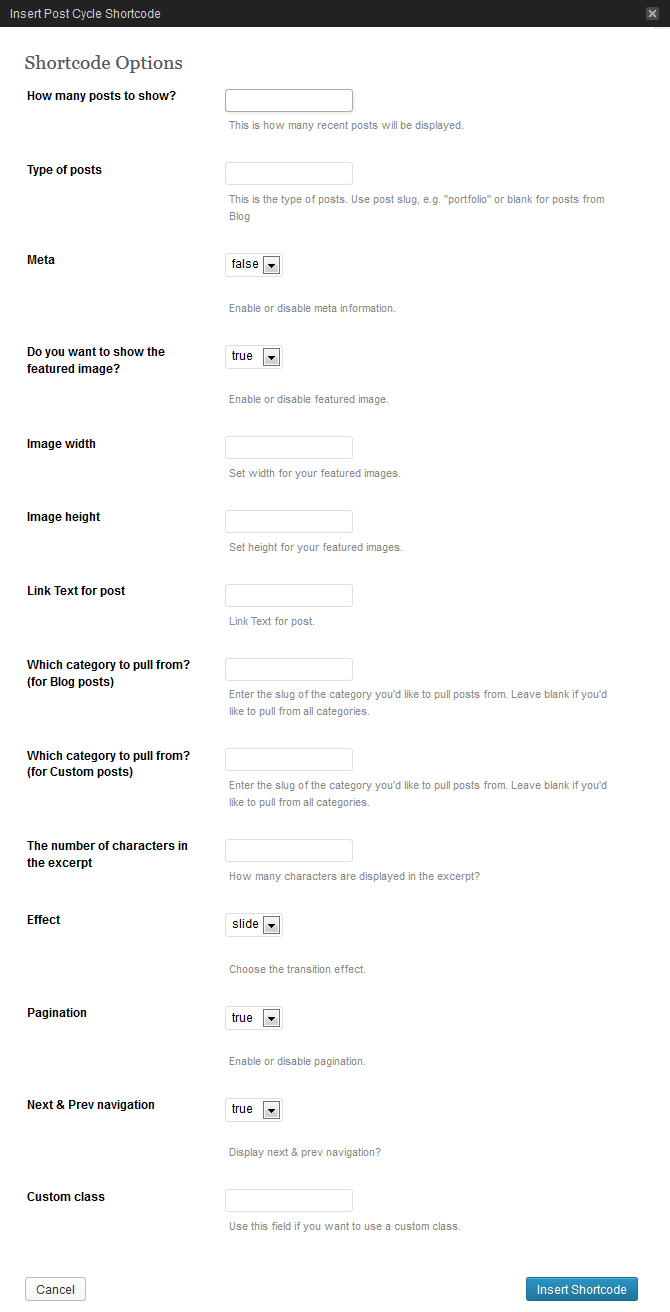 Insert Post Cycle Shortcode
Shortcode Options
How many posts to show?
This is how many recent posts will be displayed.
Type of posts
This is the type of posts. Use post slug, e.g. "portfolio" or blank for posts from
Blog
Meta
false
Enable or disable meta information.
Do you want to show the
featured image?
true
Enable or disable featured image.
Image width
Set width for your featured images.
Image height
Set height for your featured images.
Link Text for post
Link Text for post.
Which category to pull from?
(for Blog posts)
Enter the slug of the category you'd like to pull posts from. Leave blank if you'd
like to pull from all categories.
Which category to pull from?
(for Custom posts)
Enter the slug of the category you'd like to pull posts from. Leave blank if you'd
like to pull from all categories.
The number of characters in
the excerpt
How many characters are displayed in the excerpt?
Effect
slide
Choose the transition effect.
Pagination
true
Enable or disable pagination.
Next & Prev navigation
true
Display next & prev navigation?
Custom class
Use this field if you want to use a custom class.
Cancel
Insert Shortcode